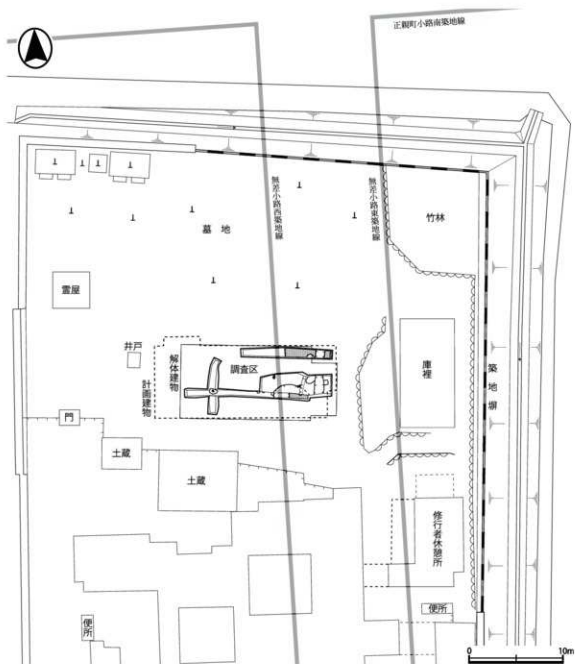 正親町小路南築地線
無差小路西築地線
無差小路東築地線
竹林
墓地
霊屋
井戸
解体建物
計画建物
調査区
庫裡
築地塀
門
土蔵
土蔵
修行者休憩所
便所
便所
0 10m